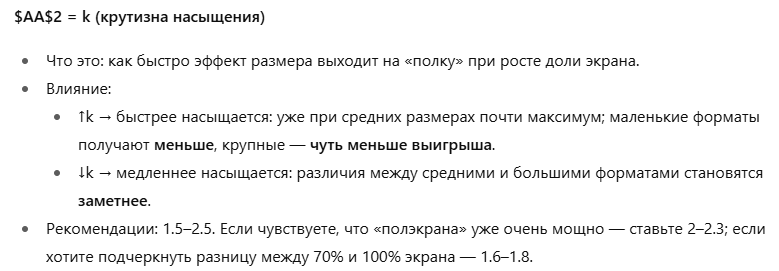 $AA$2 = k (крутизна насыщения)
• Что это: как быстро эффект размера выходит на «полку» при росте доли экрана.
• Влияние:
• ↑k → быстрее насыщается: уже при средних размерах почти максимум; маленькие форматы
получают меньше, крупные — чуть меньше выигрыша.
• ↓k → медленнее насыщается: различия между средними и большими форматами становятся
заметнее.
• Рекомендации: 1.5–2.5. Если чувствуете, что «полэкрана» уже очень мощно — ставьте 2–2.3; если
хотите подчеркнуть разницу между 70% и 100% экрана — 1.6–1.8.